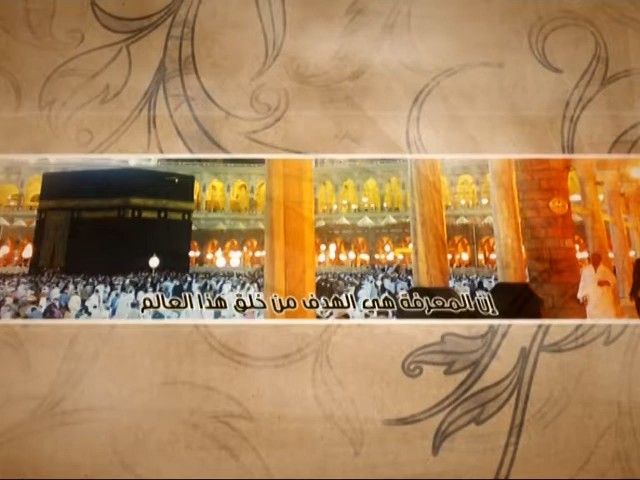 إن المعرفة هي الهدف من خلق هذا العالم